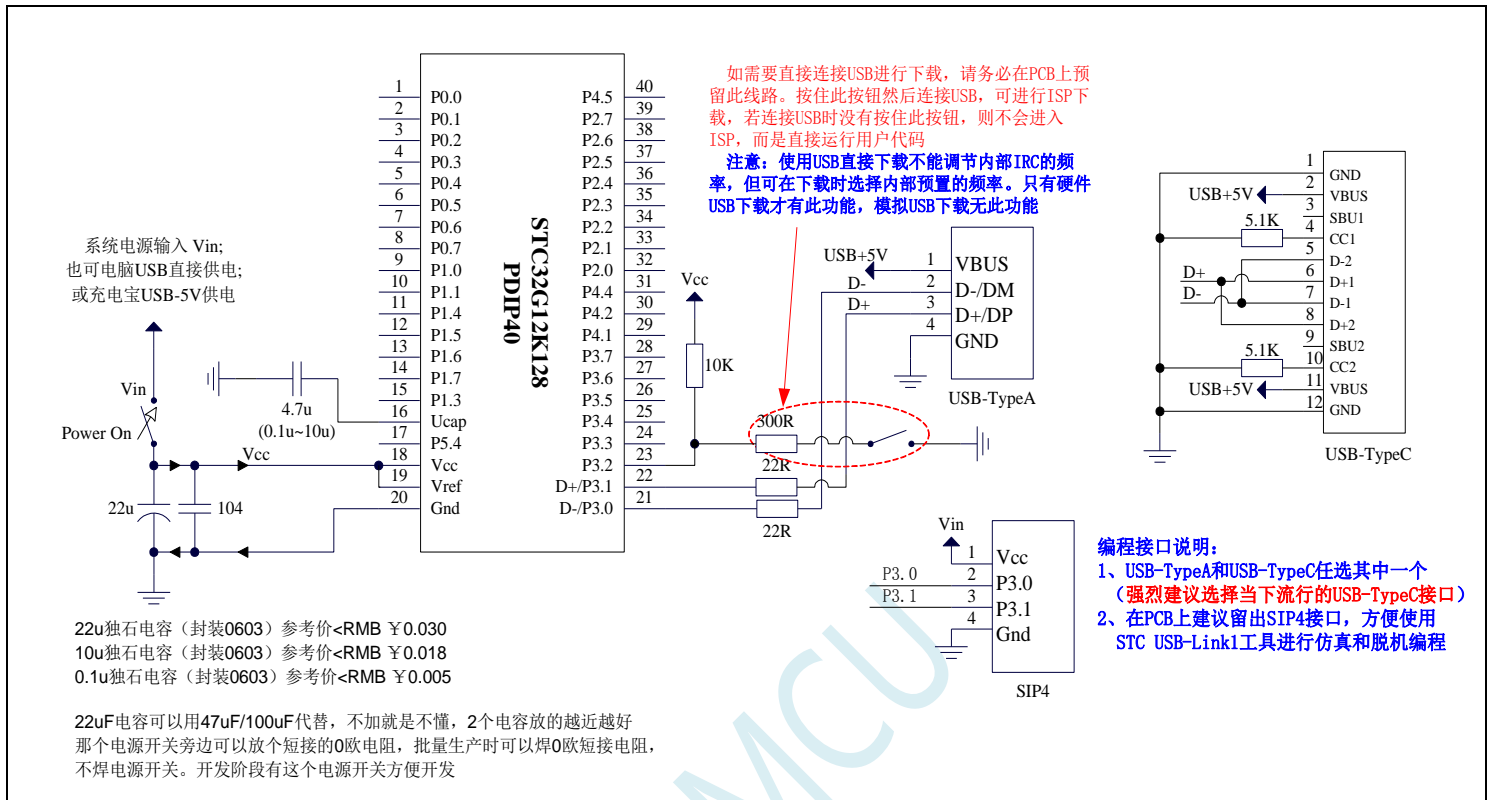 如需要直接连接USB进行下载，请务必在PCB上预
留此线路。按住此按钮然后连接USB，可进行ISP下
载，若连接USB时没有按住此按钮，则不会进入
ISP，而是直接运行用户代码
注意：使用USB直接下载不能调节内部IRC的频
率，但可在下载时选择内部预置的频率。只有硬件
USB下载才有此功能，模拟USB下载无此功能
系统电源输入 Vin;
也可电脑USB直接供电;
或充电宝USB-5V供电
Vin
Power On
Vcc
22u
104
4.7u
(0.1u~10u)
STC32G12K128
PDIP40
1 P0.0
2 P0.1
3 P0.2
4 P0.3
5 P0.4
6 P0.5
7 P0.6
8 P0.7
9 P1.0
10 P1.1
11 P1.4
12 P1.5
13 P1.6
14 P1.7
15 P1.3
16 Ucap
17 P5.4
18 Vcc
19 Vref
20 Gnd
P4.5 40
P2.7 39
P2.6 38
P2.5 37
P2.4 36
P2.3 35
P2.2 34
P2.1 33
P2.0 32
P4.4 31
P4.2 30
P4.1 29
P3.7 28
P3.6 27
P3.5 26
P3.4 25
P3.3 24
P3.2 23
D+/P3.1 22
D-/P3.0 21
Vcc
10K
300R
22R
22R
USB+5V 1 VBUS
D- 2 D-/DM
D+ 3 D+/DP
4 GND
USB-TypeA
1 GND
USB+5V 2 VBUS
3 SBU1
5.1K 4 CC1
5 D-2
D+ 6 D+1
D- 7 D-1
8 D+2
9 SBU2
5.1K 10 CC2
USB+5V 11 VBUS
12 GND
USB-TypeC
Vin
1 Vcc
P3.0 2 P3.0
P3.1 3 P3.1
4 Gnd
SIP4
编程接口说明：
1、USB-TypeA和USB-TypeC任选其中一个
（强烈建议选择当下流行的USB-TypeC接口）
2、在PCB上建议留出SIP4接口，方便使用
STC USB-Link1工具进行仿真和脱机编程
22u独石电容（封装0603）参考价<RMB ￥0.030
10u独石电容（封装0603）参考价<RMB ￥0.018
0.1u独石电容（封装0603）参考价<RMB ￥0.005
22uF电容可以用47uF/100uF代替，不加就是不懂，2个电容放的越近越好
那个电源开关旁边可以放个短接的0欧电阻，批量生产时可以焊0欧短接电阻，
不焊电源开关。开发阶段有这个电源开关方便开发
MCU